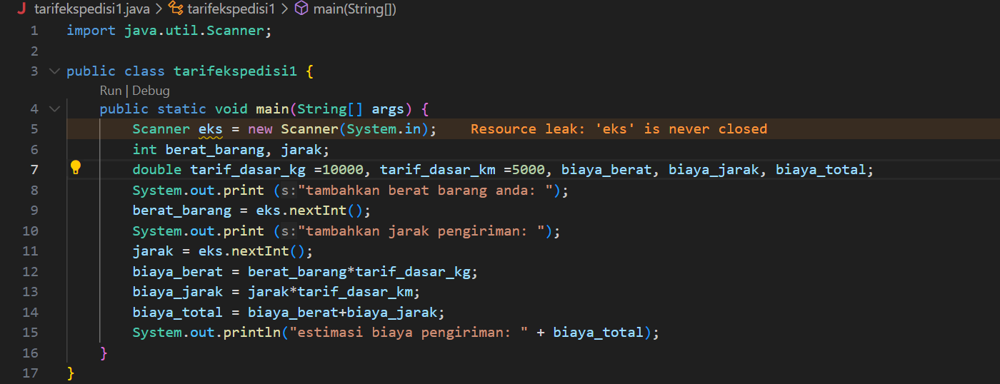 J tarifekspedisi1.java > tarifekspedisi1 > main(String[])
1 import java.util.Scanner;
2
3 public class tarifekspedisi1 {
Run | Debug
4 public static void main(String[] args) {
5 Scanner eks = new Scanner(System.in); Resource leak: 'eks' is never closed
6 int berat_barang, jarak;
7 double tarif_dasar_kg =10000, tarif_dasar_km =5000, biaya_berat, biaya_jarak, biaya_total;
8 System.out.print (s:"tambahkan berat barang anda: ");
9 berat_barang = eks.nextInt();
10 System.out.print (s:"tambahkan jarak pengiriman: ");
11 jarak = eks.nextInt();
12 biaya_berat = berat_barang*tarif_dasar_kg;
13 biaya_jarak = jarak*tarif_dasar_km;
14 biaya_total = biaya_berat+biaya_jarak;
15 System.out.println("estimasi biaya pengiriman: " + biaya_total);
16 }
17 }